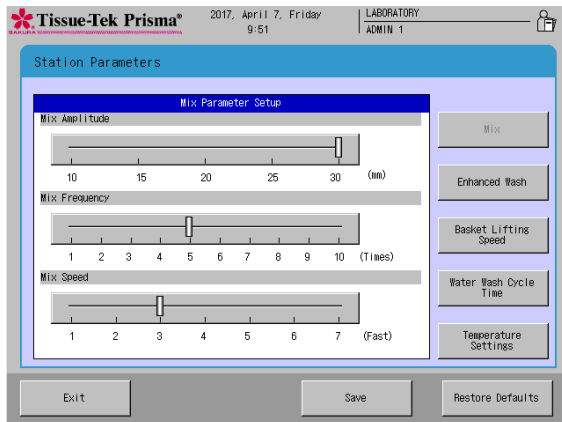 Tissue-Tek Prisma®
SAKURA
2017, April 7, Friday
9:51
LABORATORY
ADMIN 1
Station Parameters
Mix Parameter Setup
Mix Amplitude
10 15 20 25 30 (mm)
Mix Frequency
1 2 3 4 5 6 7 8 9 10 (Times)
Mix Speed
1 2 3 4 5 6 7 (Fast)
Mix
Enhanced Wash
Basket Lifting
Speed
Water Wash Cycle
Time
Temperature
Settings
Exit
Save
Restore Defaults